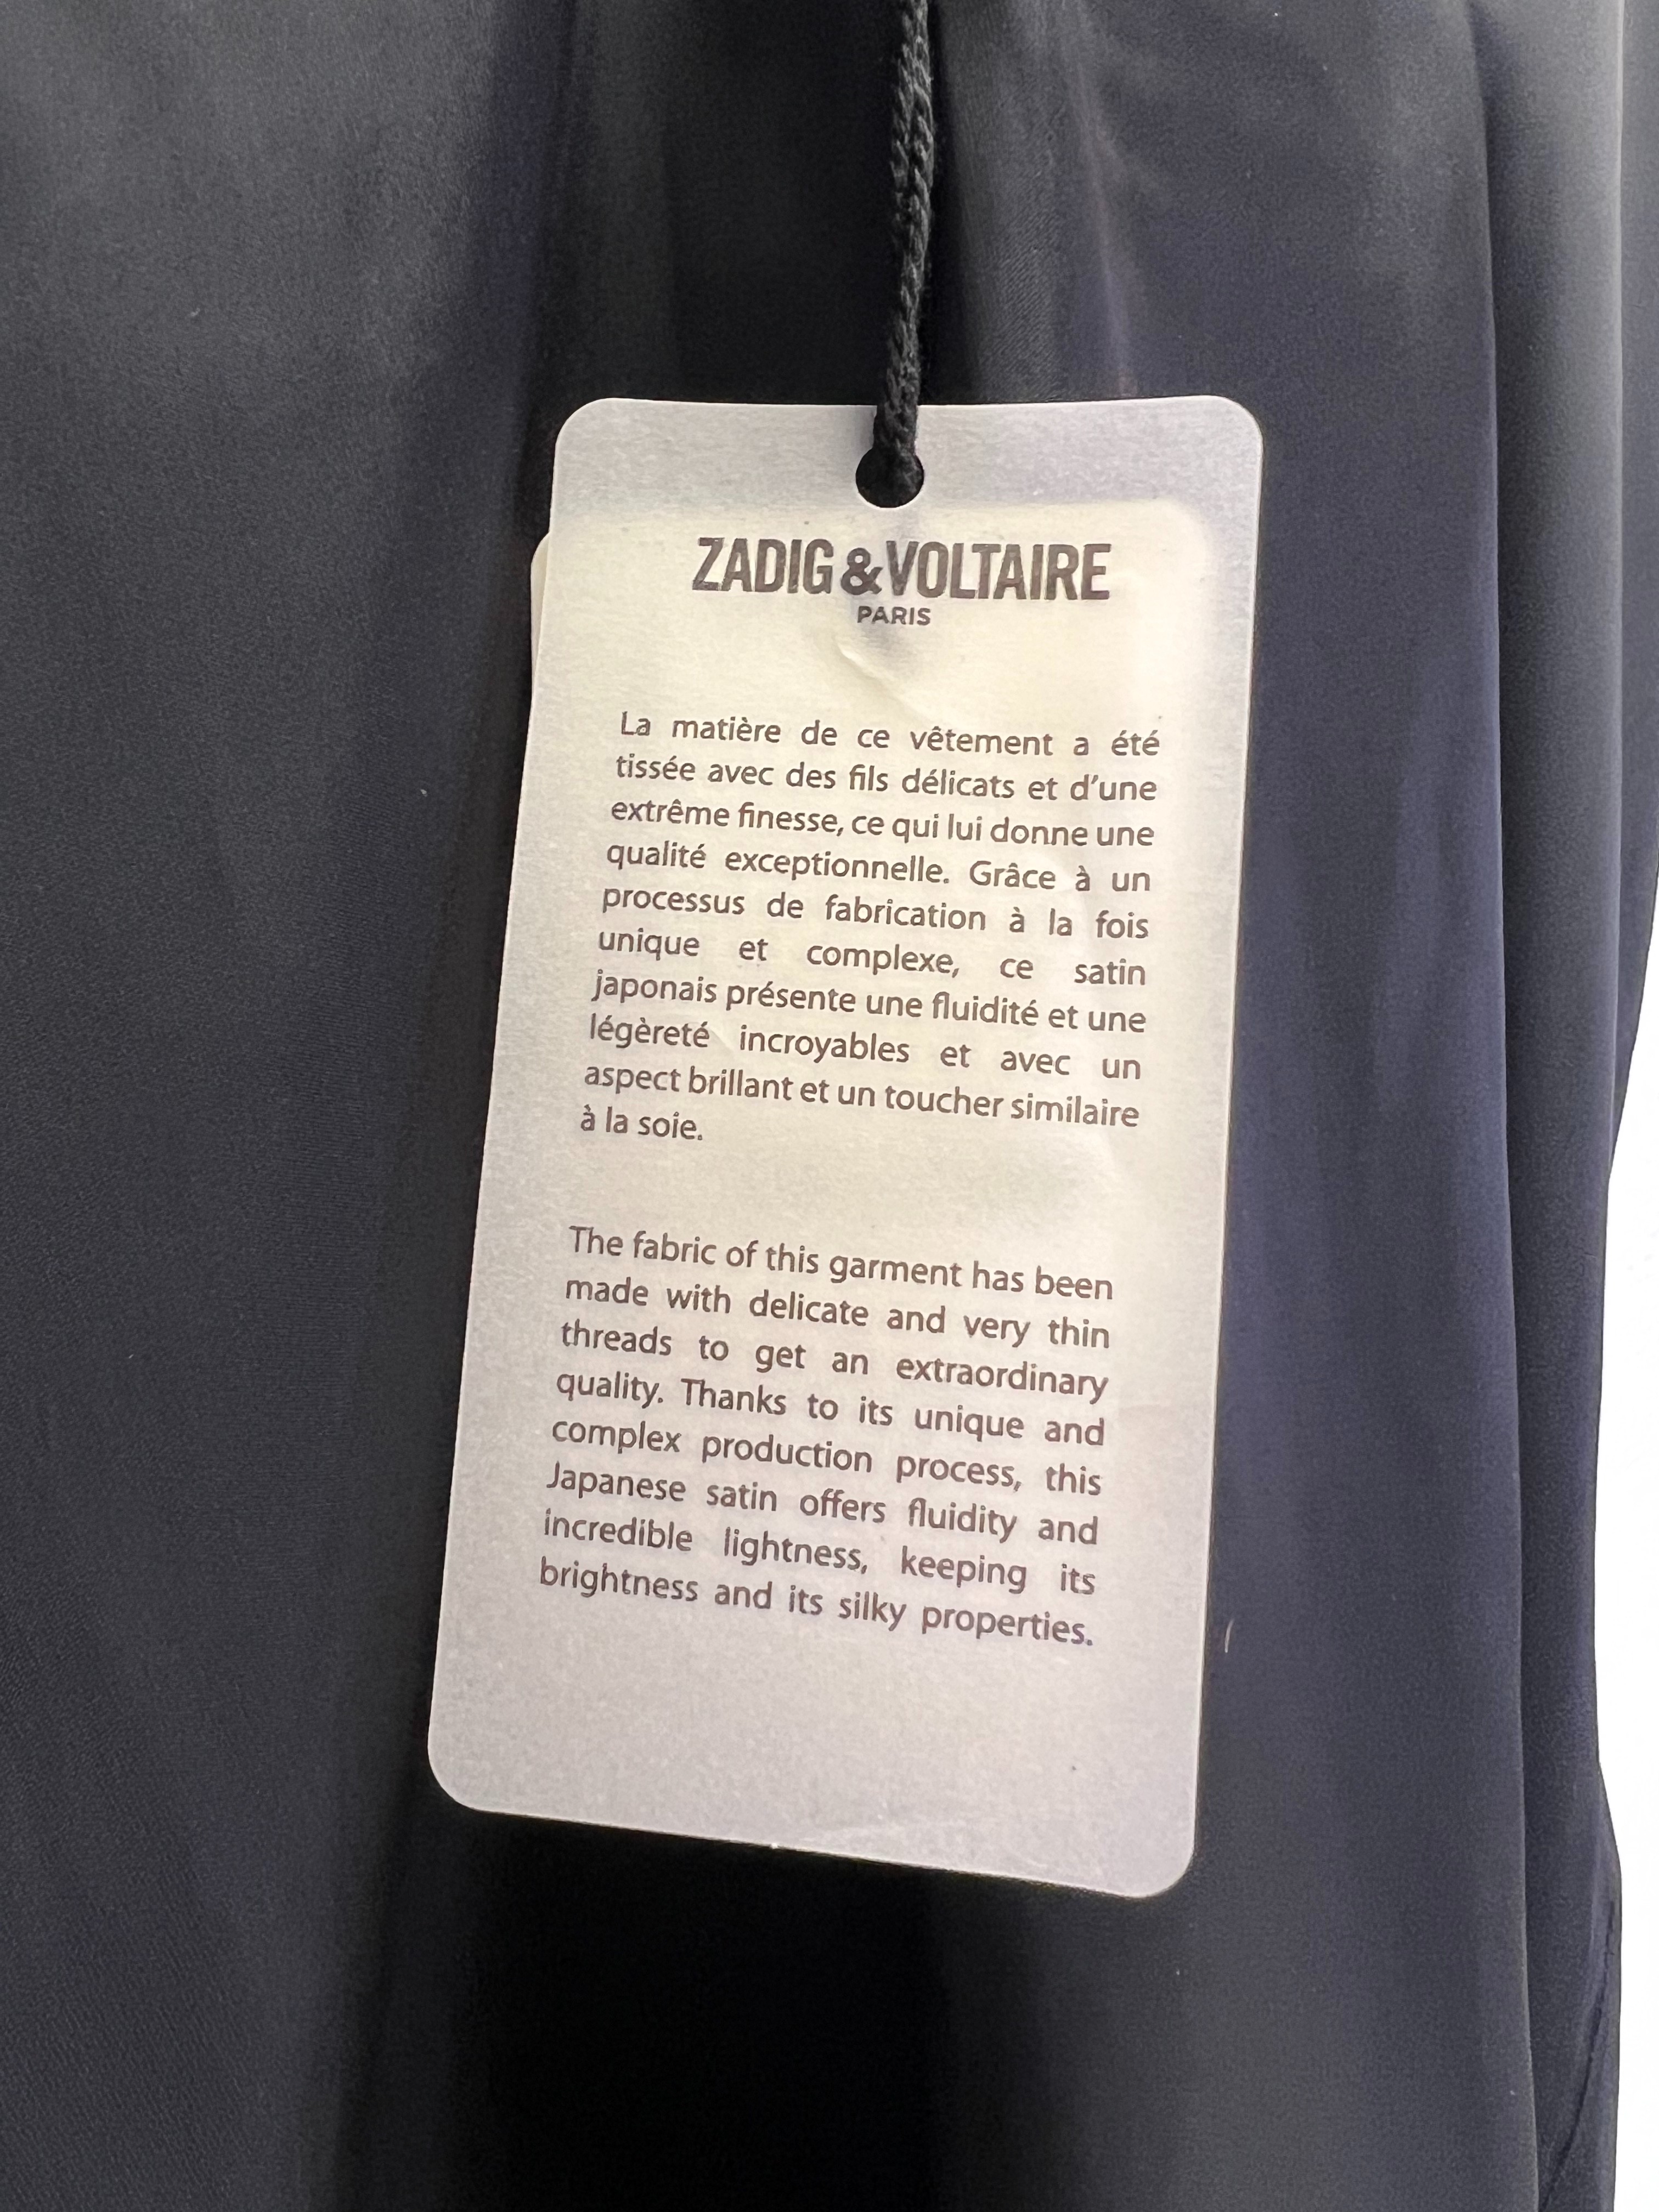 ZADIG & VOLTAIRE
PARIS
La matière de ce vêtement a été
tissée avec des fils délicats et d’une
extrême finesse, ce qui lui donne une
qualité exceptionnelle. Grâce à un
processus de fabrication à la fois
unique et complexe, ce satin
japonais présente une fluidité et une
légèreté incroyables et avec un
aspect brillant et un toucher similaire
à la soie.
The fabric of this garment has been
made with delicate and very thin
threads to get an extraordinary
quality. Thanks to its unique and
complex production process, this
Japanese satin offers fluidity and
incredible lightness, keeping its
brightness and its silky properties.